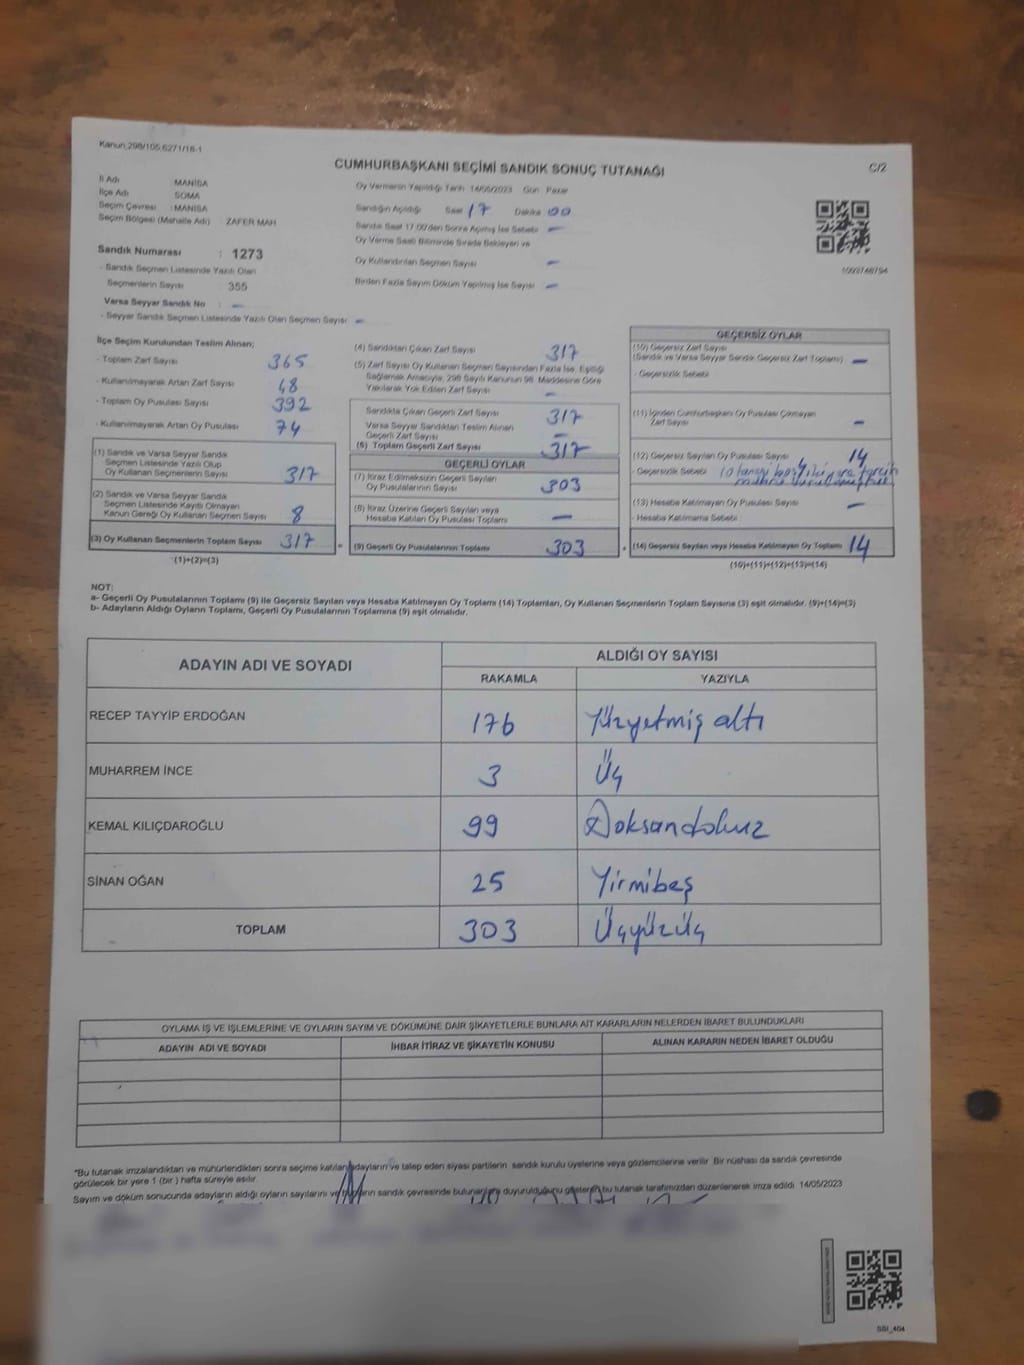 Kanun:298/105,6271/18-1
CUMHURBAŞKANI SEÇİMİ SANDIK SONUÇ TUTANAĞI
C/2
İl Adı : MANİSA
İlçe Adı : SOMA
Seçim Çevresi : MANİSA
Seçim Bölgesi (Mahalle Adı) : ZAFER MAH
Sandık Numarası : 1273
- Sandık Seçmen Listesinde Yazılı Olan
Seçmenlerin Sayısı : 355
Varsa Seyyar Sandık No : -
- Seyyar Sandık Seçmen Listesinde Yazılı Olan Seçmen Sayısı : -
Oy Vermenin Yapıldığı Tarih 14/05/2023 Gün : Pazar
Sandığın Açıldığı Saat 17 Dakika 00
Sandık Saat 17.00'den Sonra Açılmış İse Sebebi -
Oy Verme Saati Bitiminde Sırada Bekleyen ve
Oy Kullandırılan Seçmen Sayısı -
Birden Fazla Sayım Döküm Yapılmış İse Sayısı -
İlçe Seçim Kurulundan Teslim Alınan;
- Toplam Zarf Sayısı 365
- Kullanılmayarak Artan Zarf Sayısı 48
- Toplam Oy Pusulası Sayısı 392
- Kullanılmayarak Artan Oy Pusulası 74
(1) Sandık ve Varsa Seyyar Sandık
Seçmen Listesinde Yazılı Olup
Oy Kullanan Seçmenlerin Sayısı 317
(2) Sandık ve Varsa Seyyar Sandık
Seçmen Listesinde Kayıtlı Olmayan
Kanun Gereği Oy Kullanan Seçmen Sayısı 8
(3) Oy Kullanan Seçmenlerin Toplam Sayısı 317
(1)+(2)=(3)
(4) Sandıktan Çıkan Zarf Sayısı 317
(5) Zarf Sayısı Oy Kullanan Seçmen Sayısından Fazla İse, Eşitliği
Sağlamak Amacıyla, 298 Sayılı Kanunun 98. Maddesine Göre
Yakılarak Yok Edilen Zarf Sayısı -
Sandıkta Çıkan Geçerli Zarf Sayısı 317
Varsa Seyyar Sandıktan Teslim Alınan
Geçerli Zarf Sayısı -
(6) Toplam Geçerli Zarf Sayısı 317
GEÇERLİ OYLAR
(7) İtiraz Edilmeksizin Geçerli Sayılan
Oy Pusulalarının Sayısı 303
(8) İtiraz Üzerine Geçerli Sayılan veya
Hesaba Katılan Oy Pusulası Toplamı -
(9) Geçerli Oy Pusulalarının Toplamı 303
GEÇERSİZ OYLAR
(10) Geçersiz Zarf Sayısı
(Sandık ve Varsa Seyyar Sandık Geçersiz Zarf Toplamı) -
- Geçersizlik Sebebi
(11) İçinden Cumhurbaşkanı Oy Pusulası Çıkmayan
Zarf Sayısı -
(12) Geçersiz Sayılan Oy Pusulası Sayısı 14
- Geçersizlik Sebebi
(13) Hesaba Katılmayan Oy Pusulası Sayısı -
- Hesaba Katılmama Sebebi
(14) Geçersiz Sayılan veya Hesaba Katılmayan Oy Toplamı 14
(10)+(11)+(12)+(13)=(14)
NOT:
a- Geçerli Oy Pusulalarının Toplamı (9) ile Geçersiz Sayılan veya Hesaba Katılmayan Oy Toplamı (14) Toplamları, Oy Kullanan Seçmenlerin Toplam Sayısına (3) eşit olmalıdır. (9)+(14)=(3)
b- Adayların Aldığı Oyların Toplamı, Geçerli Oy Pusulalarının Toplamına (9) eşit olmalıdır.
ADAYIN ADI VE SOYADI
ALDIĞI OY SAYISI
RAKAMLA YAZIYLA
RECEP TAYYİP ERDOĞAN 176 Yüzyetmiş altı
MUHARREM İNCE 3 Üç
KEMAL KILIÇDAROĞLU 99 Doksandokuz
SİNAN OĞAN 25 Yirmibeş
TOPLAM 303 Üçyüzüç
OYLAMA İŞ VE İŞLEMLERİNE VE OYLARIN SAYIM VE DÖKÜMÜNE DAİR ŞİKAYETLERLE BUNLARA AİT KARARLARIN NELERDEN İBARET BULUNDUKLARI
ADAYIN ADI VE SOYADI İHBAR İTİRAZ VE ŞİKAYETİN KONUSU ALINAN KARARIN NEDEN İBARET OLDUĞU
*Bu tutanak imzalandıktan ve mühürlendikten sonra seçime katılan adayların ve talep eden siyasi partilerin sandık kurulu üyelerine veya gözlemcilerine verilir. Bir nüshası da sandık çevresinde
görülecek bir yere 1 (bir) hafta süreyle asılır.
Sayım ve döküm sonucunda adayların aldığı oyların sayılarını ve sandık çevresinde bulunanlara duyurulduğunu gösteren bu tutanak tarafımızdan düzenlenerek imza edildi. 14/05/2023